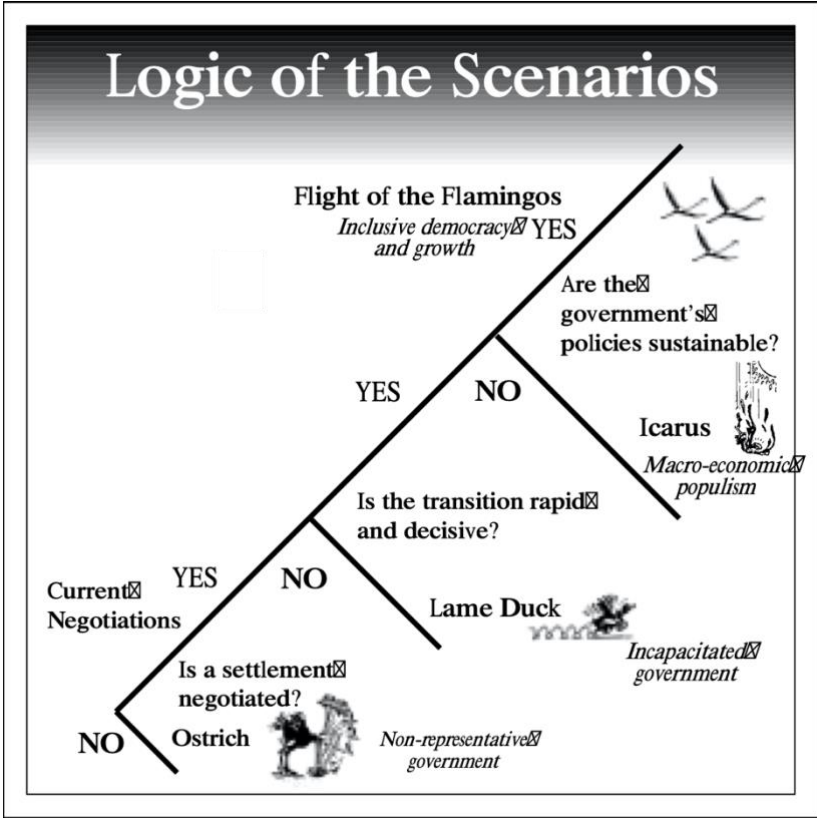 Logic of the Scenarios
Flight of the Flamingos
Inclusive democracy
and growth
YES
Are the
government's
policies sustainable?
YES
NO
Icarus
Macro-economic
populism
Is the transition rapid
and decisive?
Current
Negotiations
YES
NO
Lame Duck
Incapacitated
government
Is a settlement
negotiated?
NO
Ostrich
Non-representative
government